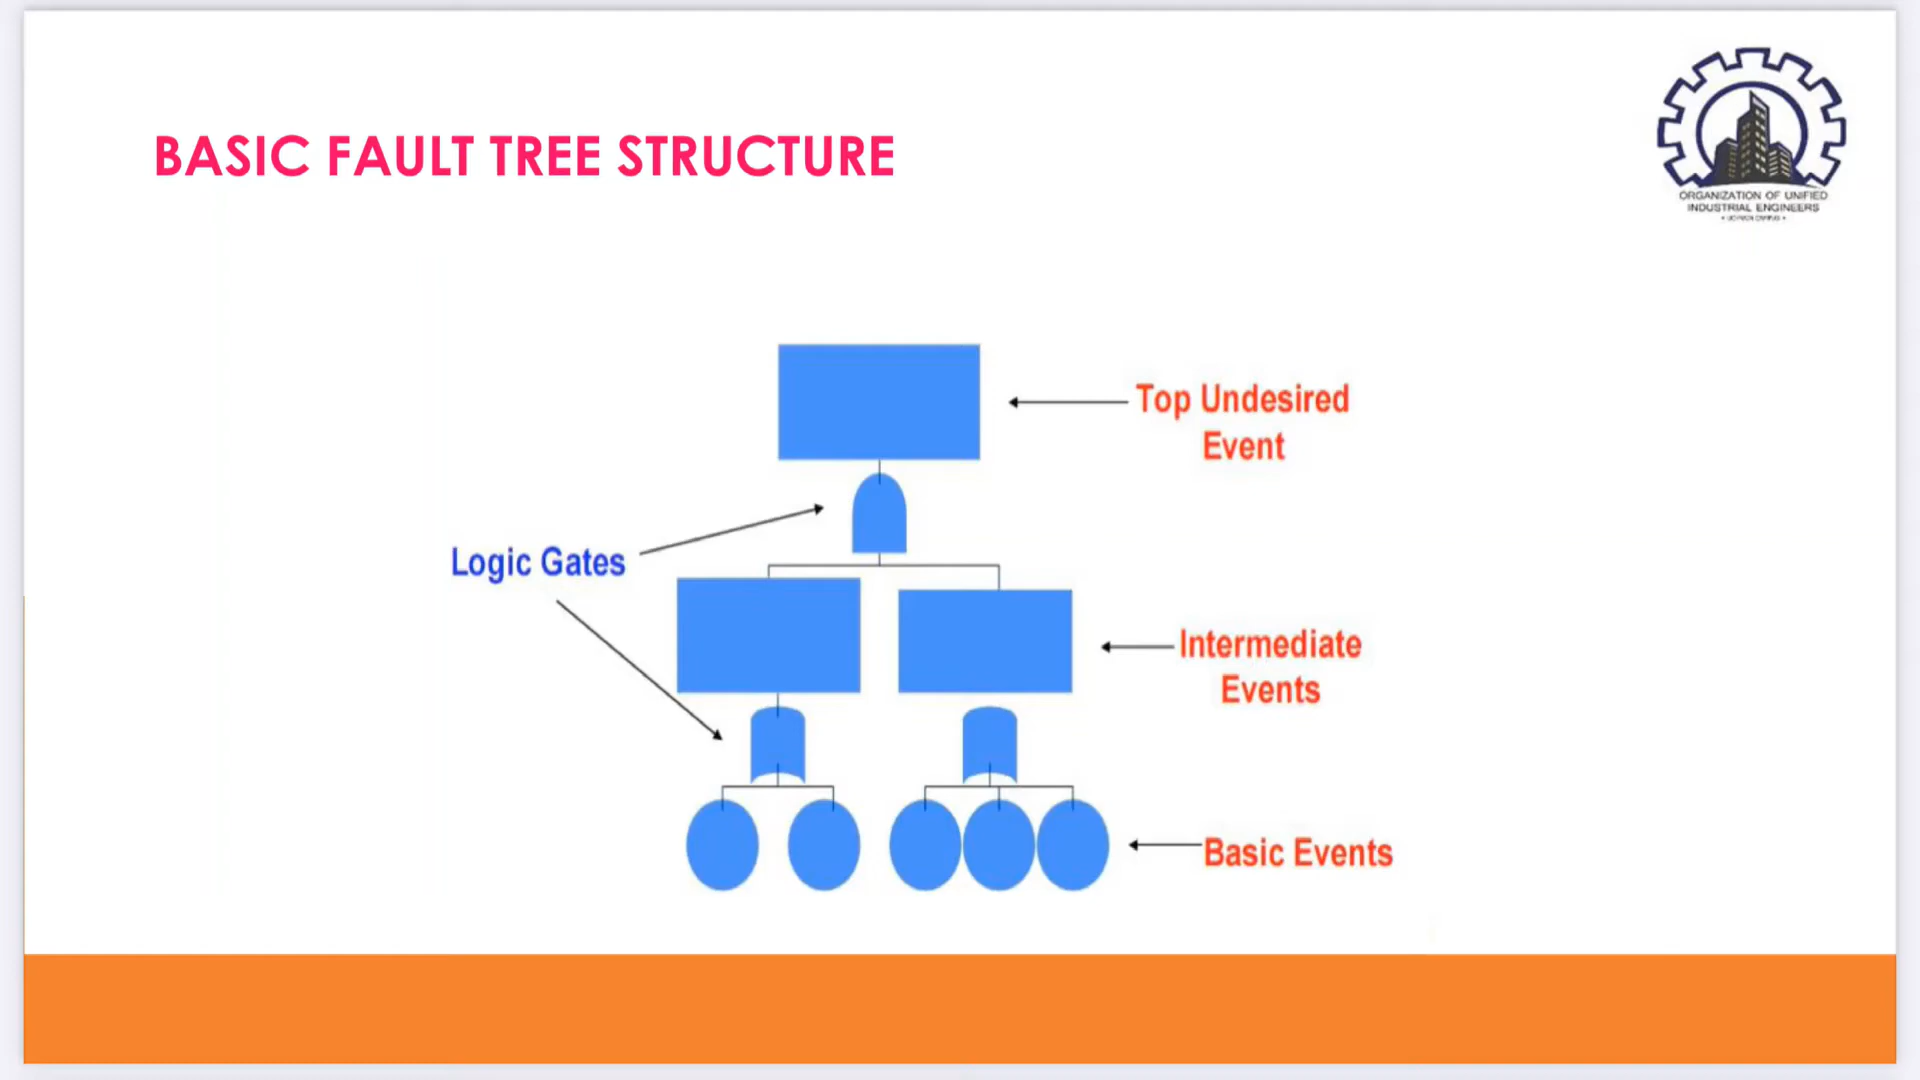 BASIC FAULT TREE STRUCTURE
ORGANIZATION OF UNIFIED
INDUSTRIAL ENGINEERS
Top Undesired
Event
Logic Gates
Intermediate
Events
Basic Events